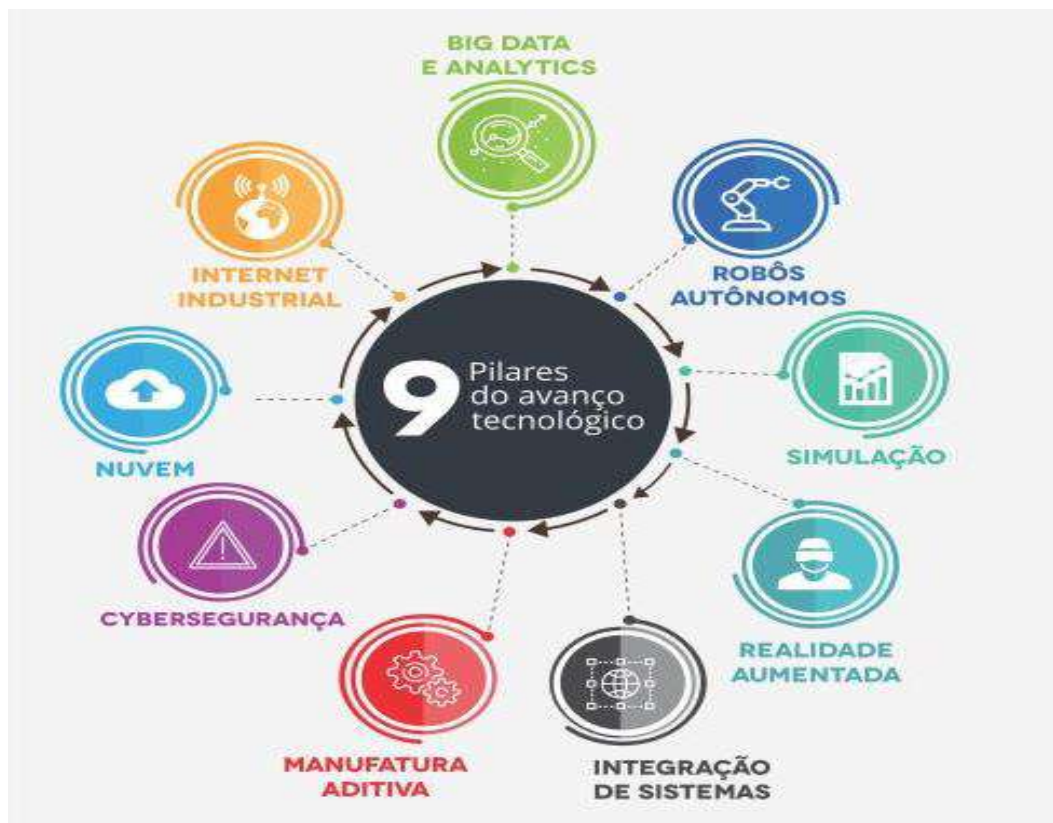 BIG DATA
E ANALYTICS
ROBÔS
AUTÔNOMOS
SIMULAÇÃO
REALIDADE
AUMENTADA
INTEGRAÇÃO
DE SISTEMAS
MANUFATURA
ADITIVA
CYBERSEGURANÇA
NUVEM
INTERNET
INDUSTRIAL
9 Pilares
do avanço
tecnológico